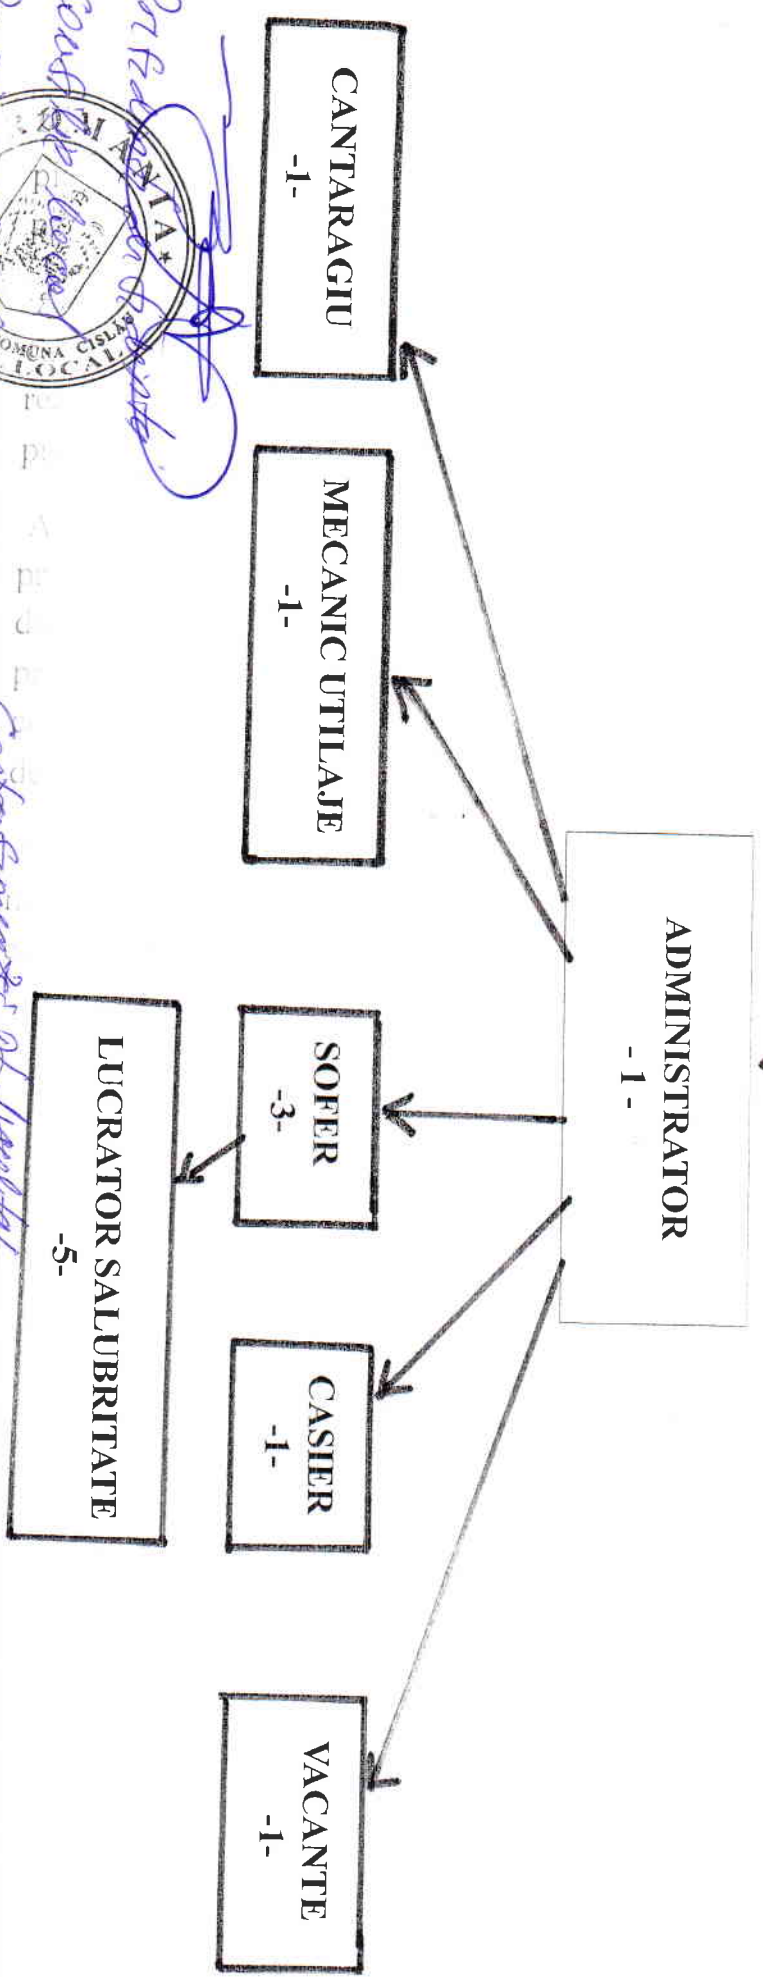 ADMINISTRATOR
- 1 -
CANTARAGIU
-1-
MECANIC UTILAJE
-1-
SOFER
-3-
CASIER
-1-
VACANTE
-1-
LUCRATOR SALUBRITATE
-5-
ROMANIA *
COMUNA CISLĂU
LOCAL